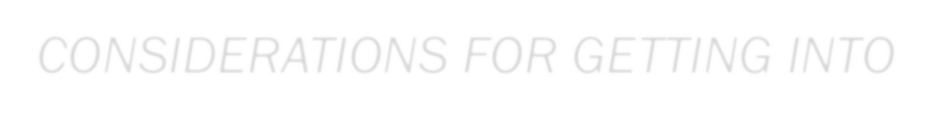 CONSIDERATIONS FOR GETTING INTO